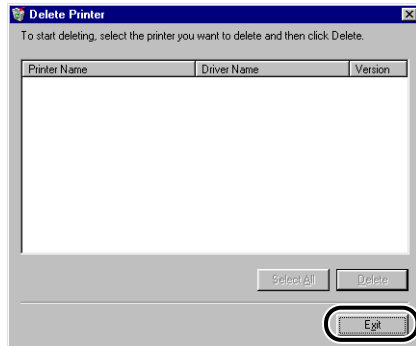 Delete Printer
To start deleting, select the printer you want to delete and then click Delete.
Printer Name Driver Name Version
Select All Delete
Exit